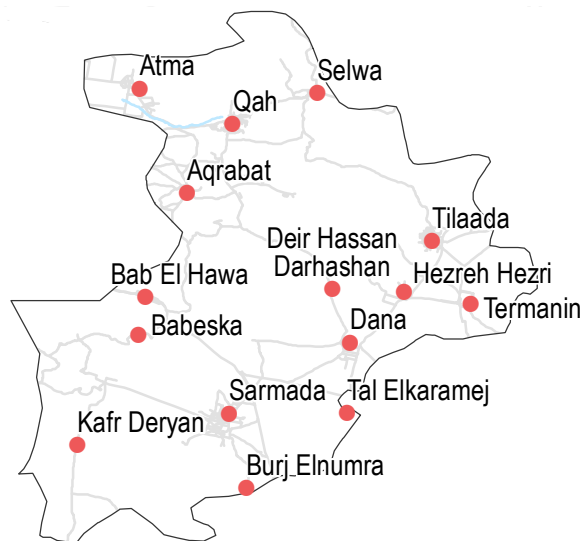 Atma
Selwa
Qah
Aqrabat
Tilaada
Deir Hassan
Darhashan
Bab El Hawa
Hezreh Hezri
Termanin
Babeska
Dana
Sarmada
Tal Elkaramej
Kafr Deryan
Burj Elnumra